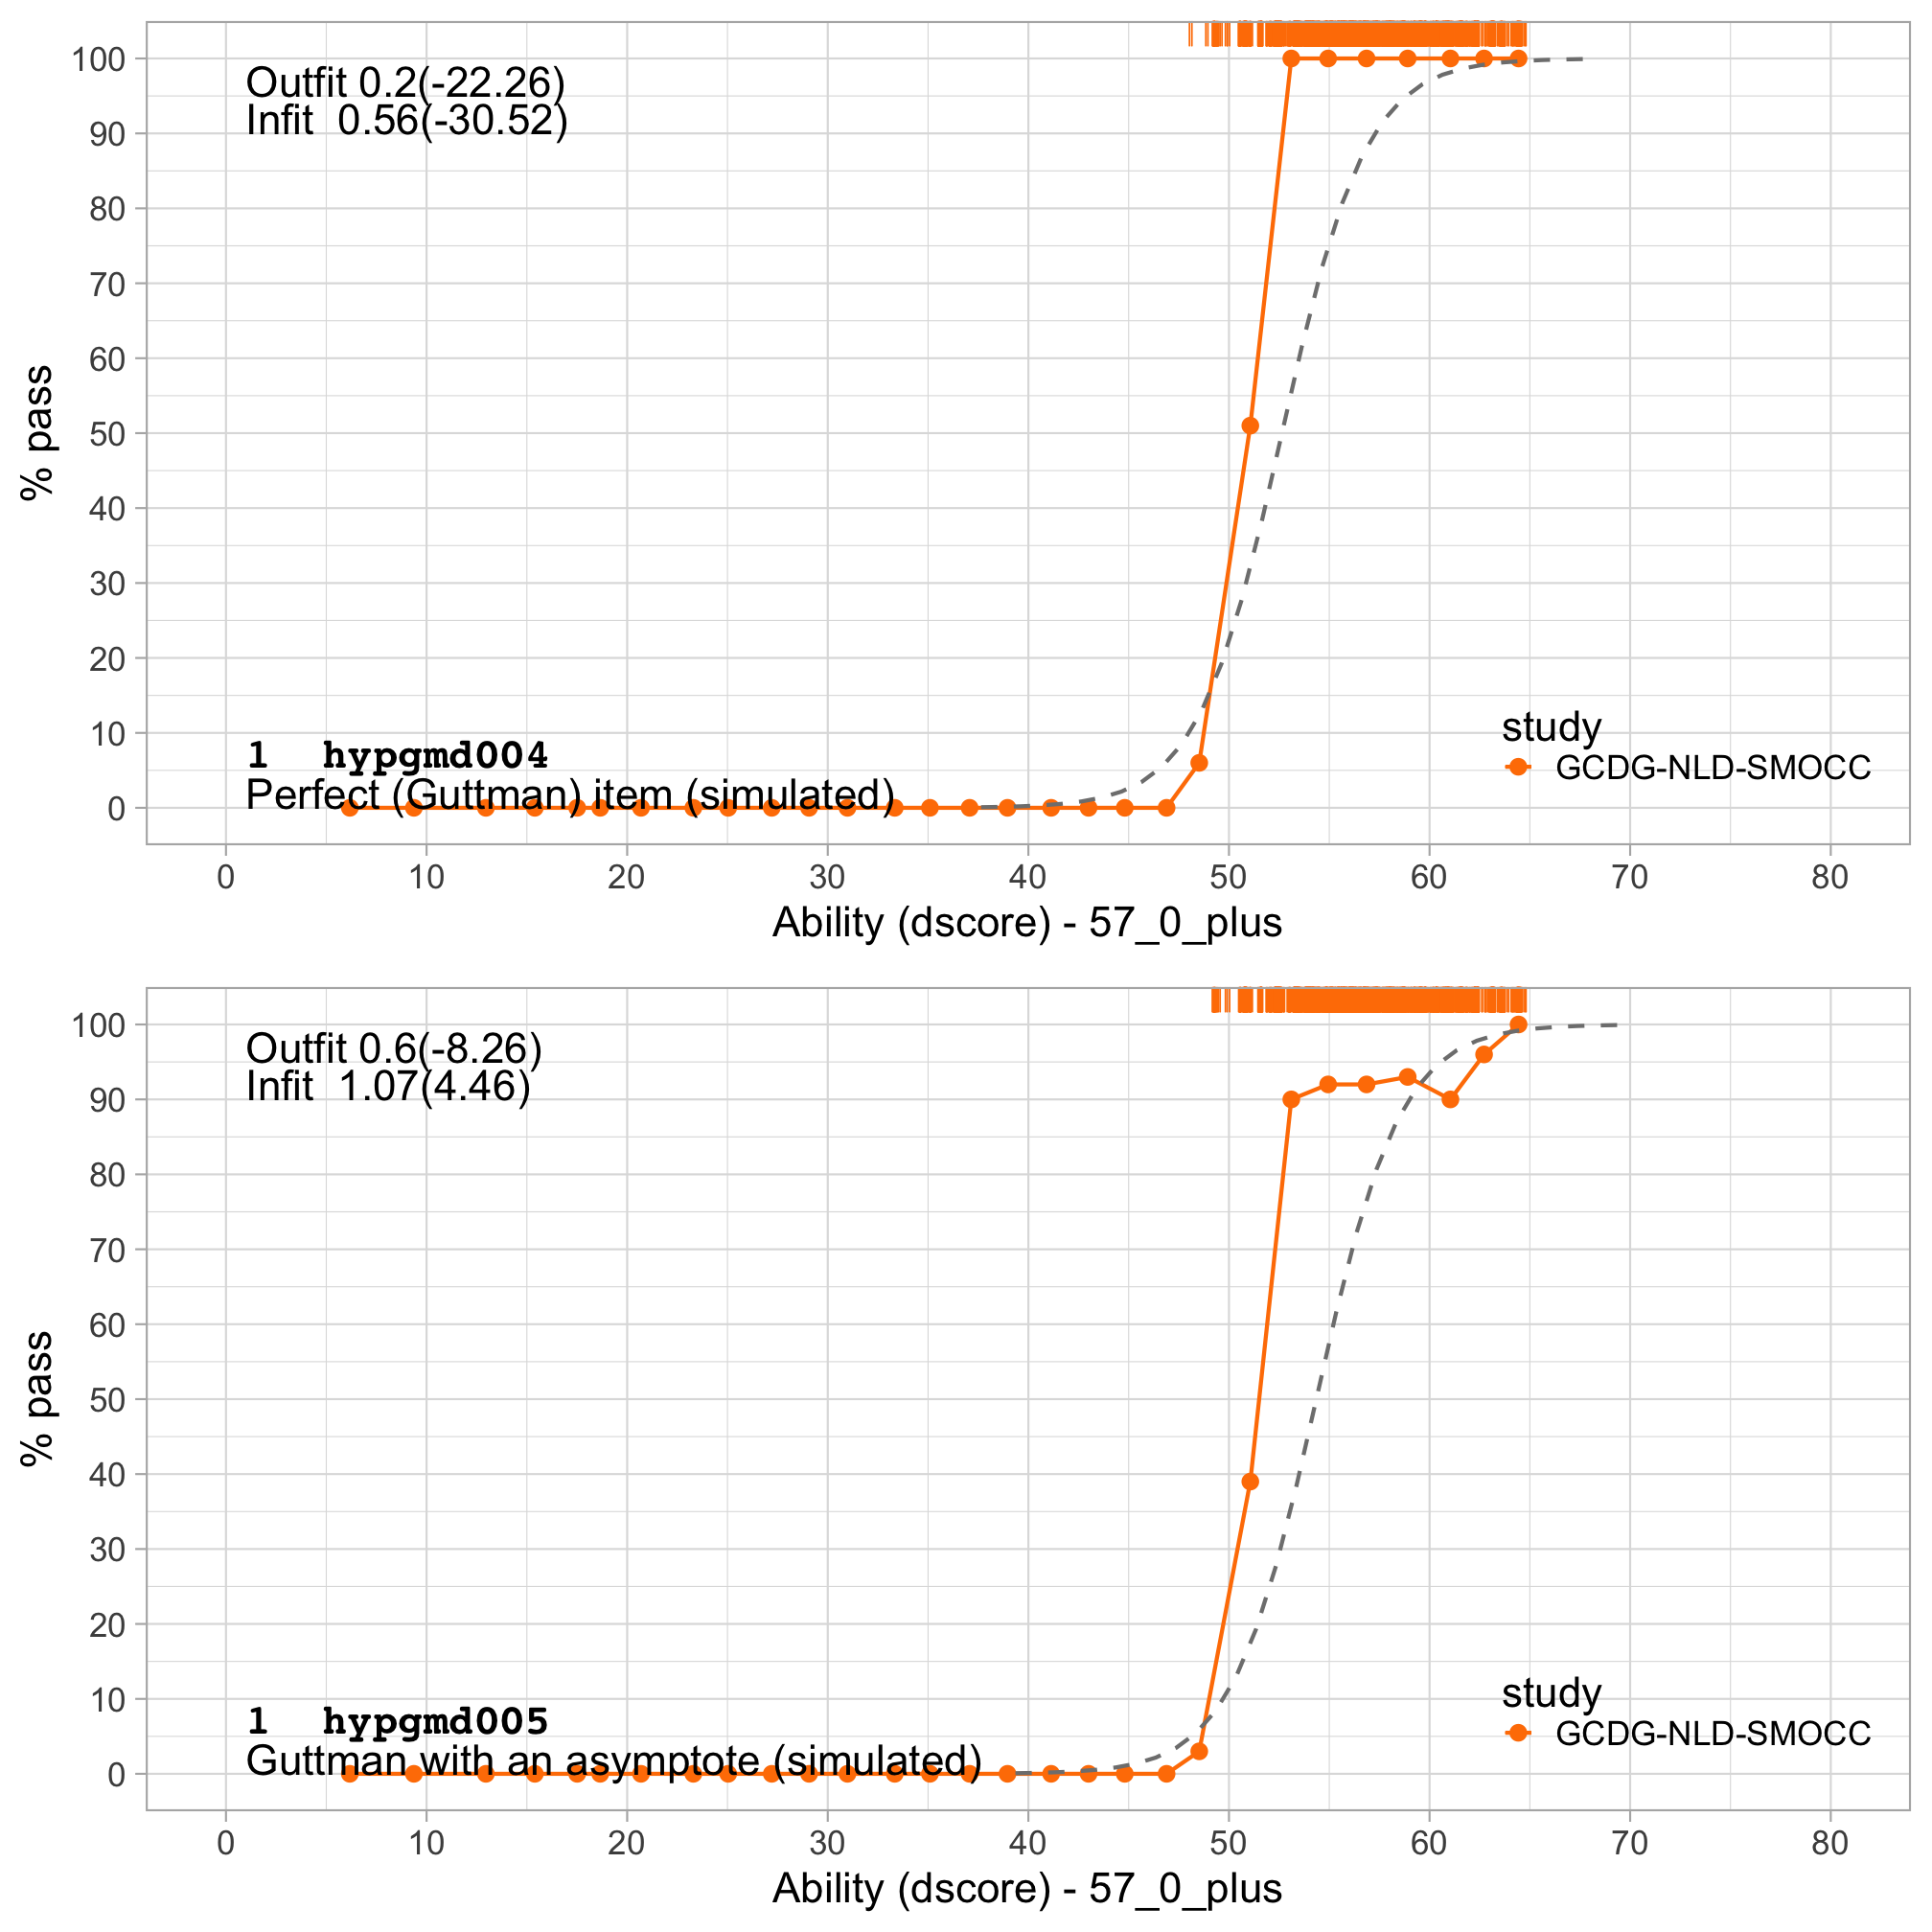 100
90
80
70
60
50
40
30
20
10
0
% pass
Outfit 0.2(-22.26)
Infit 0.56(-30.52)
1 hypgmd004
Perfect (Guttman) item (simulated)
study
GCDG-NLD-SMOCC
0 10 20 30 40 50 60 70 80
Ability (dscore) - 57_0_plus
100
90
80
70
60
50
40
30
20
10
0
% pass
Outfit 0.6(-8.26)
Infit 1.07(4.46)
1 hypgmd005
Guttman with an asymptote (simulated)
study
GCDG-NLD-SMOCC
0 10 20 30 40 50 60 70 80
Ability (dscore) - 57_0_plus